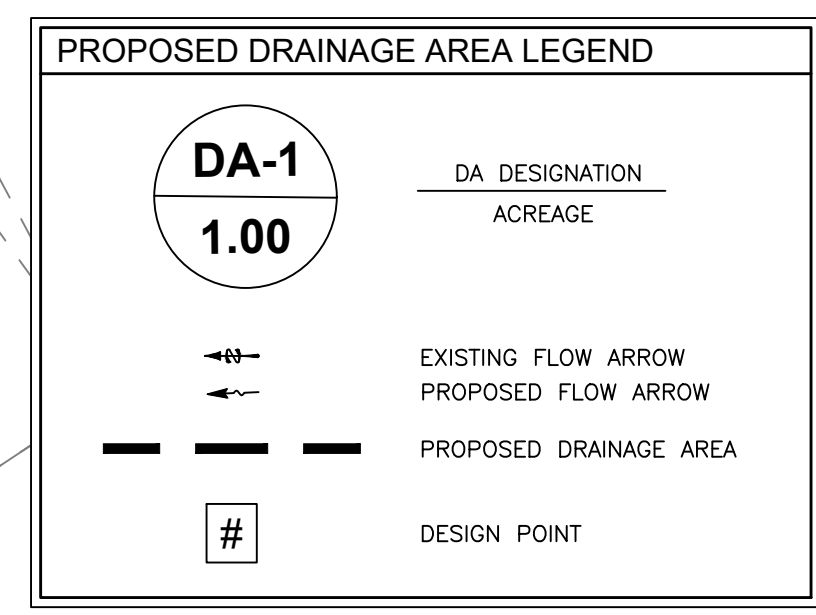 PROPOSED DRAINAGE AREA LEGEND
DA-1
1.00
DA DESIGNATION
ACREAGE
EXISTING FLOW ARROW
PROPOSED FLOW ARROW
PROPOSED DRAINAGE AREA
#
DESIGN POINT